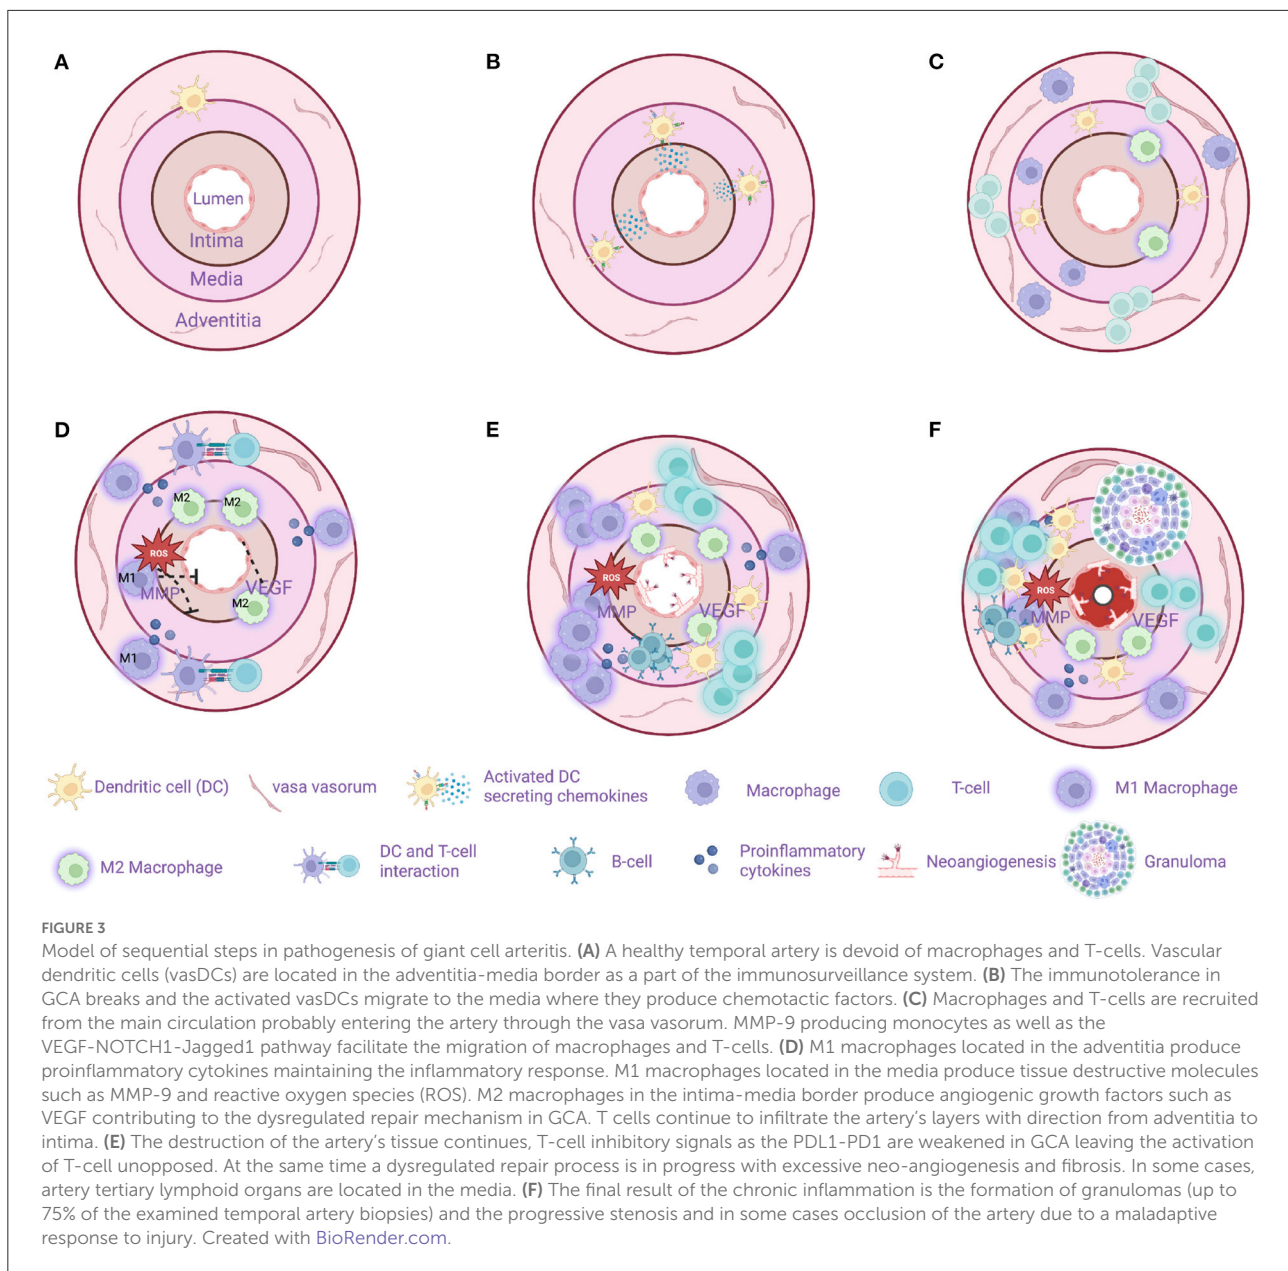 A
B
C
Lumen
Intima
Media
Adventitia
D
E
F
M2
M2
ROS
M1
MMP
VEGF
M2
M1
ROS
MMP
VEGF
ROS
MMP
VEGF
Dendritic cell (DC)
vasa vasorum
Activated DC
secreting chemokines
Macrophage
T-cell
M1 Macrophage
M2 Macrophage
DC and T-cell
interaction
B-cell
Proinflammatory
cytokines
Neoangiogenesis
Granuloma
FIGURE 3
Model of sequential steps in pathogenesis of giant cell arteritis. (A) A healthy temporal artery is devoid of macrophages and T-cells. Vascular
dendritic cells (vasDCs) are located in the adventitia-media border as a part of the immunosurveillance system. (B) The immunotolerance in
GCA breaks and the activated vasDCs migrate to the media where they produce chemotactic factors. (C) Macrophages and T-cells are recruited
from the main circulation probably entering the artery through the vasa vasorum. MMP-9 producing monocytes as well as the
VEGF-NOTCH1-Jagged1 pathway facilitate the migration of macrophages and T-cells. (D) M1 macrophages located in the adventitia produce
proinflammatory cytokines maintaining the inflammatory response. M1 macrophages located in the media produce tissue destructive molecules
such as MMP-9 and reactive oxygen species (ROS). M2 macrophages in the intima-media border produce angiogenic growth factors such as
VEGF contributing to the dysregulated repair mechanism in GCA. T cells continue to infiltrate the artery's layers with direction from adventitia to
intima. (E) The destruction of the artery's tissue continues, T-cell inhibitory signals as the PDL1-PD1 are weakened in GCA leaving the activation
of T-cell unopposed. At the same time a dysregulated repair process is in progress with excessive neo-angiogenesis and fibrosis. In some cases,
artery tertiary lymphoid organs are located in the media. (F) The final result of the chronic inflammation is the formation of granulomas (up to
75% of the examined temporal artery biopsies) and the progressive stenosis and in some cases occlusion of the artery due to a maladaptive
response to injury. Created with BioRender.com.